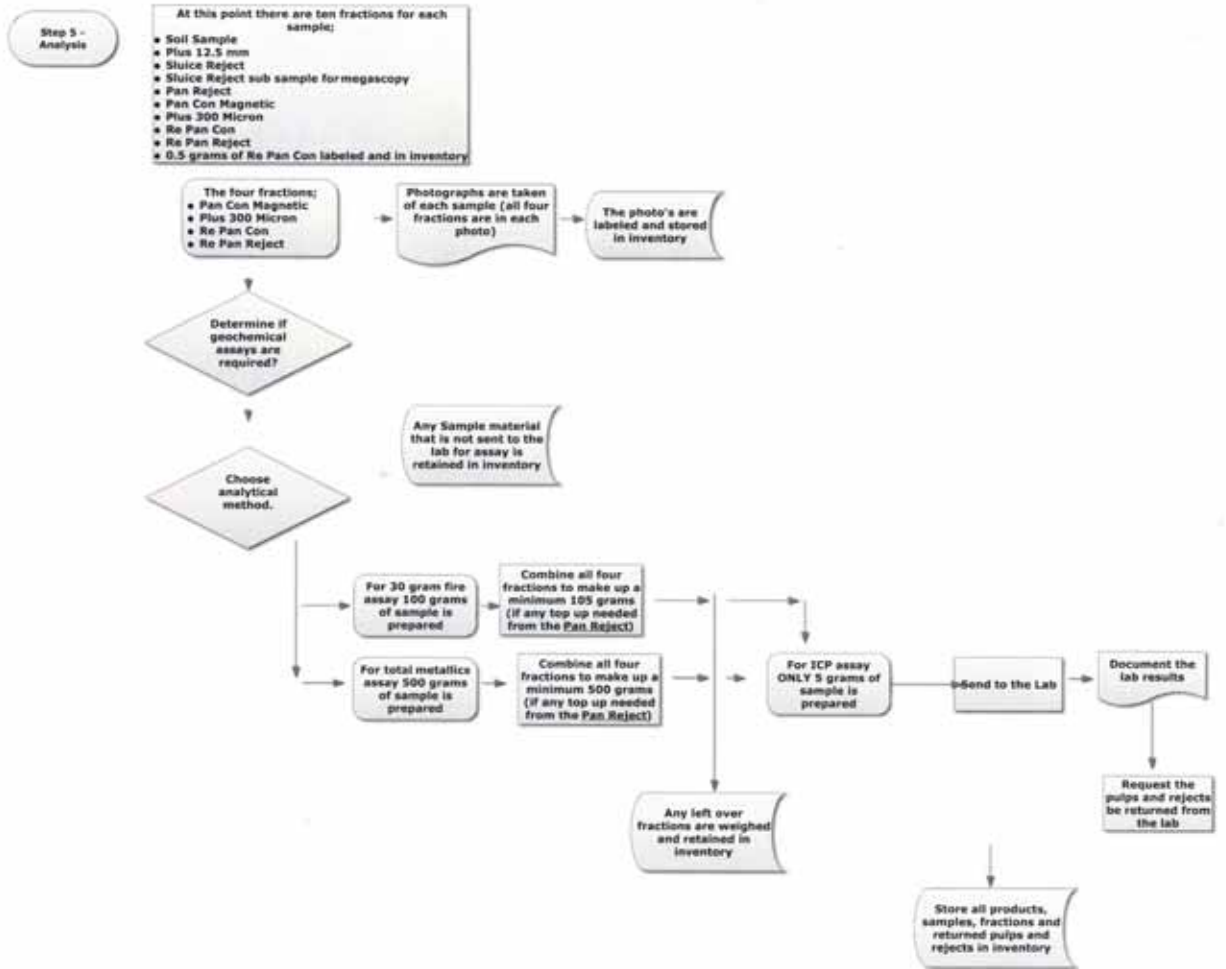 Step 5 -
Analysis
At this point there are ten fractions for each
sample;
• Soil Sample
• Plus 12.5 mm
• Sluice Reject
• Sluice Reject sub sample for megascopy
• Pan Reject
• Pan Con Magnetic
• Plus 300 Micron
• Re Pan Con
• Re Pan Reject
• 0.5 grams of Re Pan Con labeled and in inventory
The four fractions;
• Pan Con Magnetic
• Plus 300 Micron
• Re Pan Con
• Re Pan Reject
Photographs are taken
of each sample (all four
fractions are in each
photo)
The photo's are
labeled and stored
in inventory
Determine if
geochemical
assays are
required?
Any Sample material
that is not sent to the
lab for assay is
retained in inventory
Choose
analytical
method.
For 30 gram fire
assay 100 grams
of sample is
prepared
Combine all four
fractions to make up a
minimum 105 grams
(if any top up needed
from the Pan Reject)
For total metallics
assay 500 grams
of sample is
prepared
Combine all four
fractions to make up a
minimum 500 grams
(if any top up needed
from the Pan Reject)
For ICP assay
ONLY 5 grams of
sample is
prepared
Send to the Lab
Document the
lab results
Request the
pulps and rejects
be returned from
the lab
Any left over
fractions are weighed
and retained in
inventory
Store all products,
samples, fractions and
returned pulps and
rejects in inventory